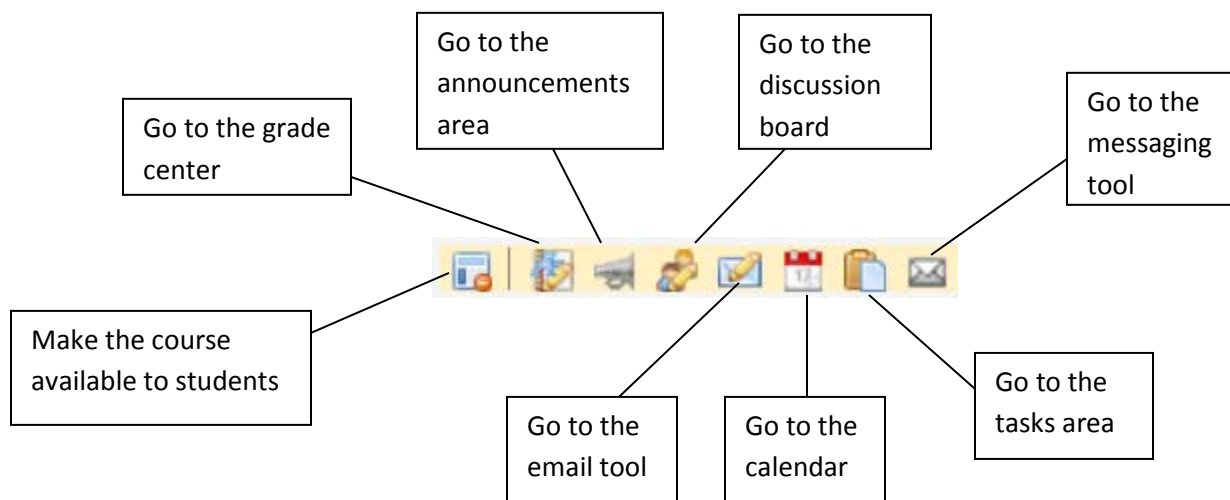 Go to the
announcements
area
Go to the
discussion
board
Go to the
messaging
tool
Go to the grade
center
17
Make the course
available to students
Go to the
tasks area
Go to the
email tool
Go to the
calendar